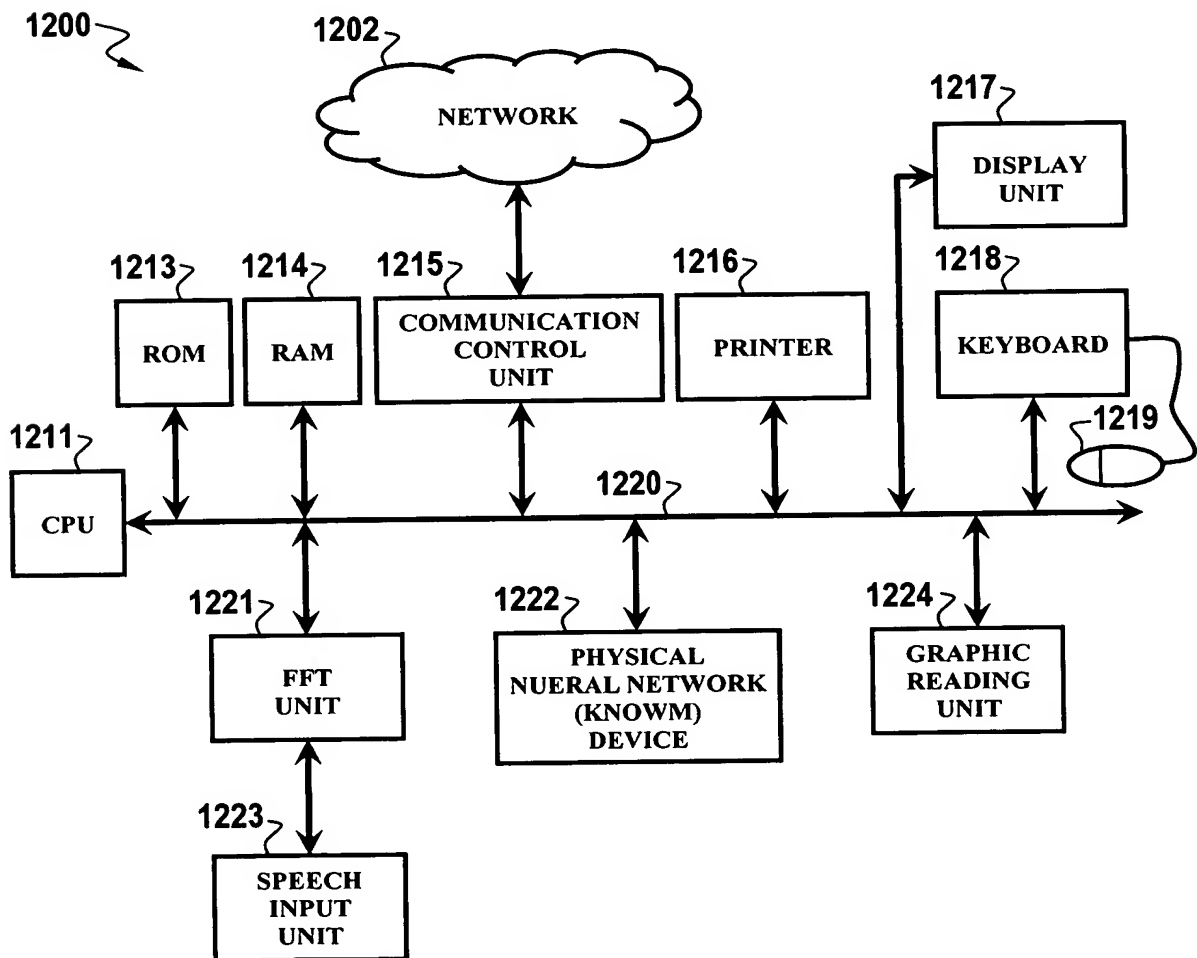 1200
1202
NETWORK
1217
DISPLAY
UNIT
1213
ROM
1214
RAM
1215
COMMUNICATION
CONTROL
UNIT
1216
PRINTER
1218
KEYBOARD
1219
1211
CPU
1220
1221
FFT
UNIT
1222
PHYSICAL
NUERAL NETWORK
(KNOWM)
DEVICE
1224
GRAPHIC
READING
UNIT
1223
SPEECH
INPUT
UNIT